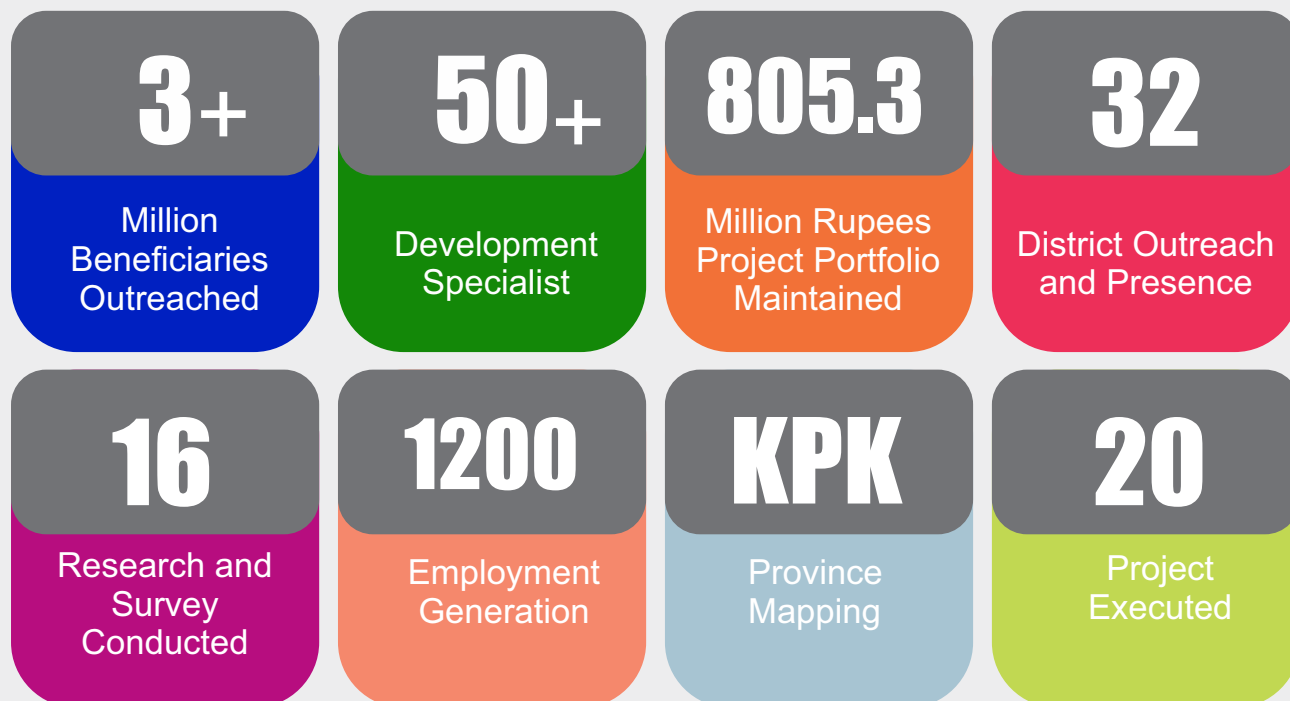 3+
Million
Beneficiaries
Outreached
50+
Development
Specialist
805.3
Million Rupees
Project Portfolio
Maintained
32
District Outreach
and Presence
16
Research and
Survey
Conducted
1200
Employment
Generation
KPK
Province
Mapping
20
Project
Executed